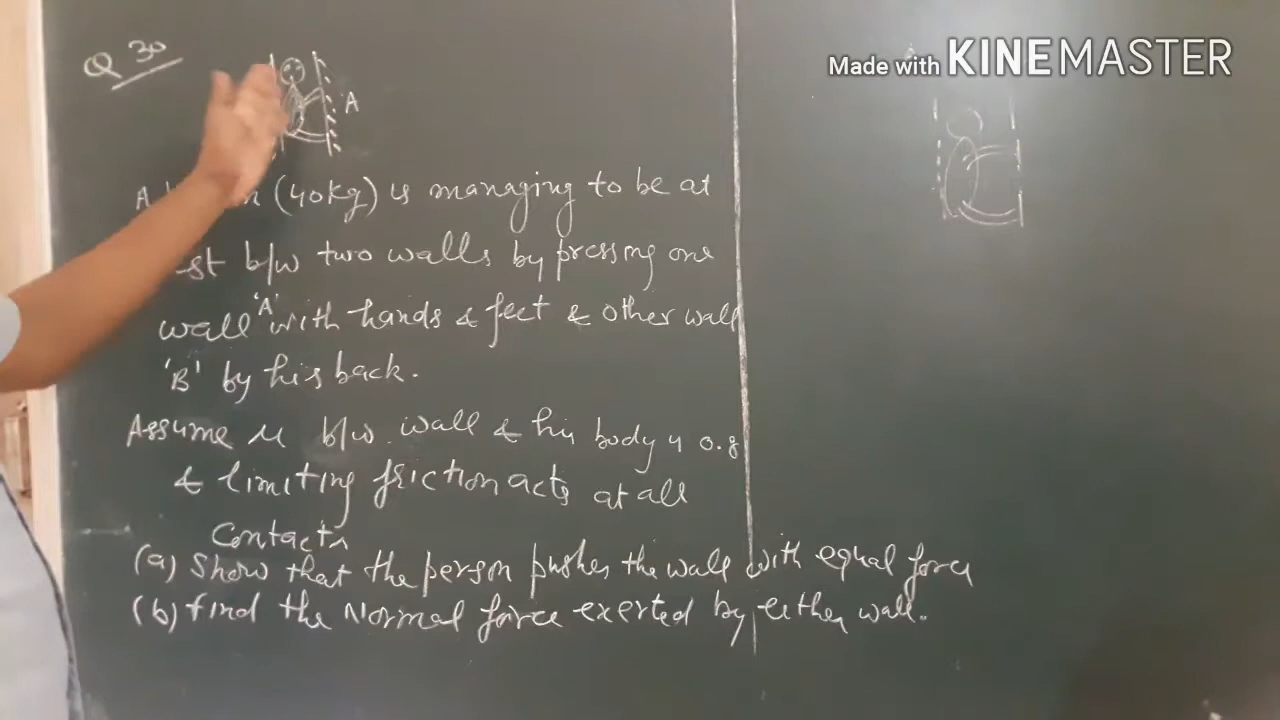 Made with KINEMASTER
Q 30
A
A (40kg) is managing to be at
st b/w two walls by pressing one
wall 'A' with hands & feet & other wall
'B' by his back.
Assume μ b/w wall & his body is 0.8
& limiting friction acts at all
Contacts
(a) Show that the person pushes the wall with equal force
(b) find the Normal force exerted by either wall.